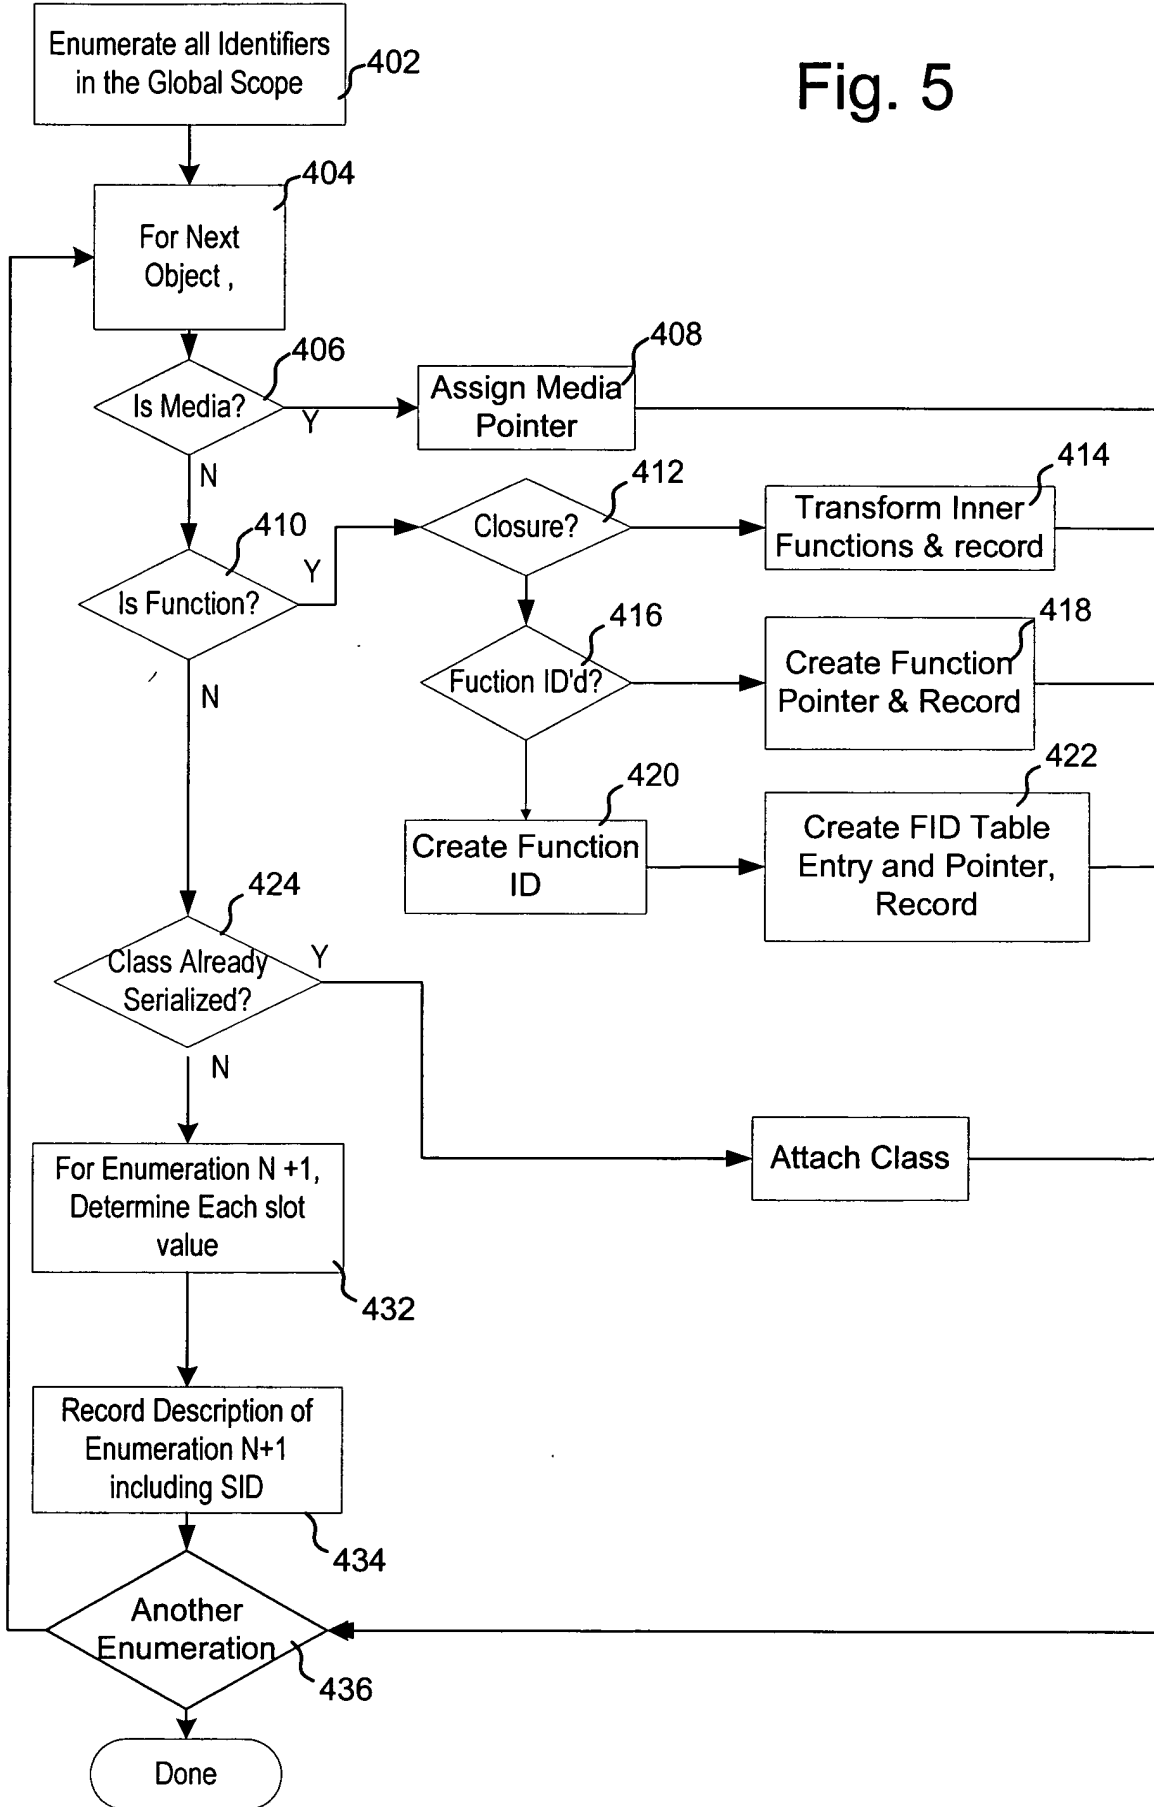 Fig. 5
Enumerate all Identifiers
in the Global Scope
402
404
For Next
Object ,
406
Is Media?
Y
N
408
Assign Media
Pointer
410
Is Function?
Y
N
412
Closure?
414
Transform Inner
Functions & record
416
Fuction ID'd?
418
Create Function
Pointer & Record
420
Create Function
ID
422
Create FID Table
Entry and Pointer,
Record
424
Class Already
Serialized?
Y
N
Attach Class
For Enumeration N +1,
Determine Each slot
value
432
Record Description of
Enumeration N+1
including SID
434
Another
Enumeration
436
Done